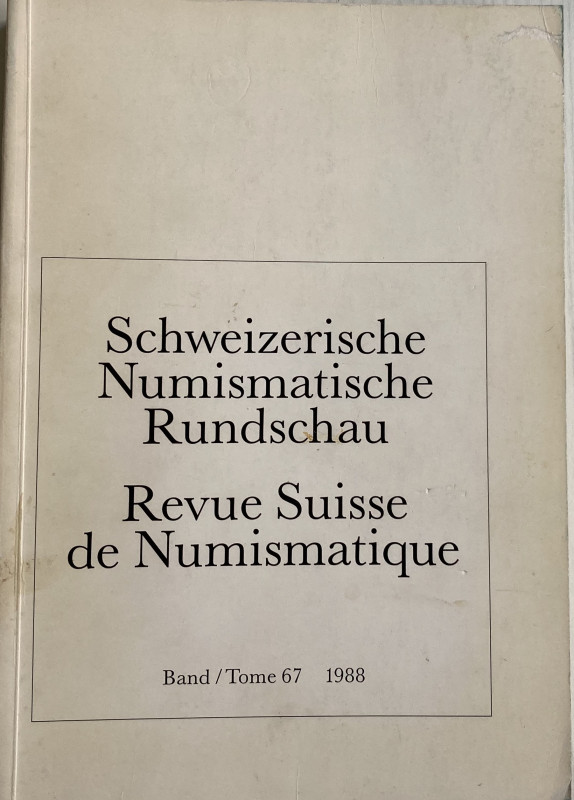 Schweizerische
Numismatische
Rundschau
Revue Suisse
de Numismatique
Band / Tome 67 1988